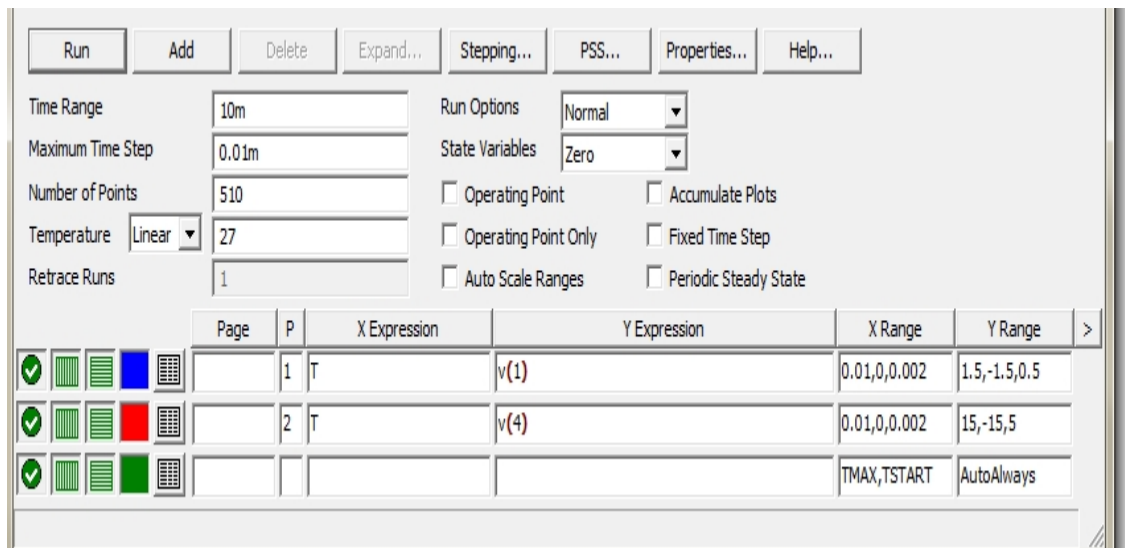 Run Add Delete Expand... Stepping... PSS... Properties... Help...
Time Range 10m Run Options Normal
Maximum Time Step 0.01m State Variables Zero
Number of Points 510 Operating Point Accumulate Plots
Temperature Linear 27 Operating Point Only Fixed Time Step
Retrace Runs 1 Auto Scale Ranges Periodic Steady State
Page P X Expression Y Expression X Range Y Range >
1 T v(1) 0.01,0,0.002 1.5,-1.5,0.5
2 T v(4) 0.01,0,0.002 15,-15,5
TMAX,TSTART AutoAlways